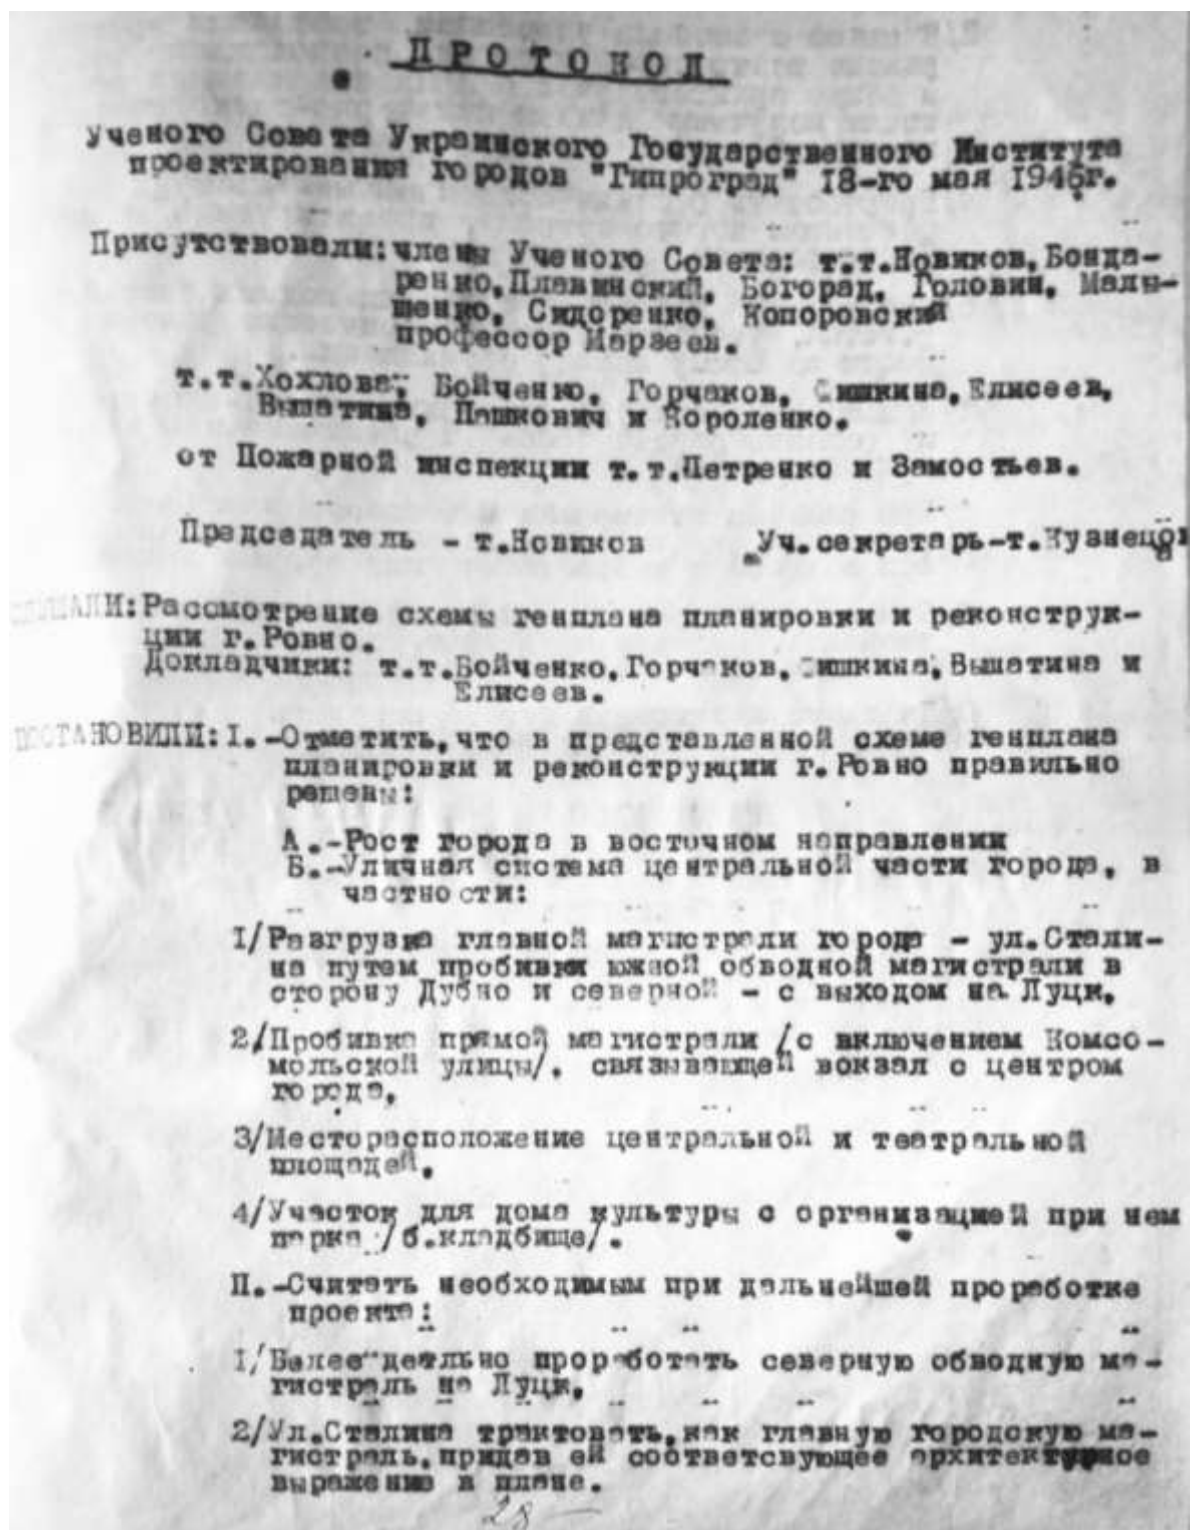 ПРОТОКОЛ
Ученого Совета Украинского Государственного Института
проектирования городов "Гипроград" 18-го мая 1946г.
Присутствовали: члены Ученого Совета: т.т.Новиков, Бонда-
ренко, Плавинский, Богорад, Головин, Малы-
шенко, Сидоренко, Копоровский
профессор Марзеев.
т.т.Хохлова, Бойченко, Горчаков, Сишкина, Елисеев,
Вышатина, Пашкович и Короленко.
от Пожарной инспекции т.т.Петренко и Замостьев.
Председатель - т.Новиков Уч.секретарь-т.Кузнецов
СЛУШАЛИ: Рассмотрение схемы генплана планировки и реконструк-
ции г.Ровно.
Докладчики: т.т.Бойченко, Горчаков, Сишкина, Вышатина и
Елисеев.
ПОСТАНОВИЛИ: I.-Отметить, что в представленной схеме генплана
планировки и реконструкции г.Ровно правильно
решены:
А.-Рост города в восточном направлении
Б.-Уличная система центральной части города, в
частности:
1/Разгрузка главной магистрали города - ул.Стали-
на путем пробивки южной обводной магистрали в
сторону Дубно и северной - с выходом на Луцк,
2/Пробивка прямой магистрали /с включением Комсо-
мольской улицы/, связывающей вокзал с центром
города,
3/Месторасположение центральной и театральной
площадей,
4/Участок для дома культуры с организацией при нем
парка /б.кладбище/.
П.-Считать необходимым при дальнейшей проработке
проекта:
1/Более детльно проработать северную обводную ма-
гистраль на Луцк,
2/Ул.Сталина трактовать, как главную городскую ма-
гистраль, придав ей соответсвующее архитектурное
выражение в плане.
28